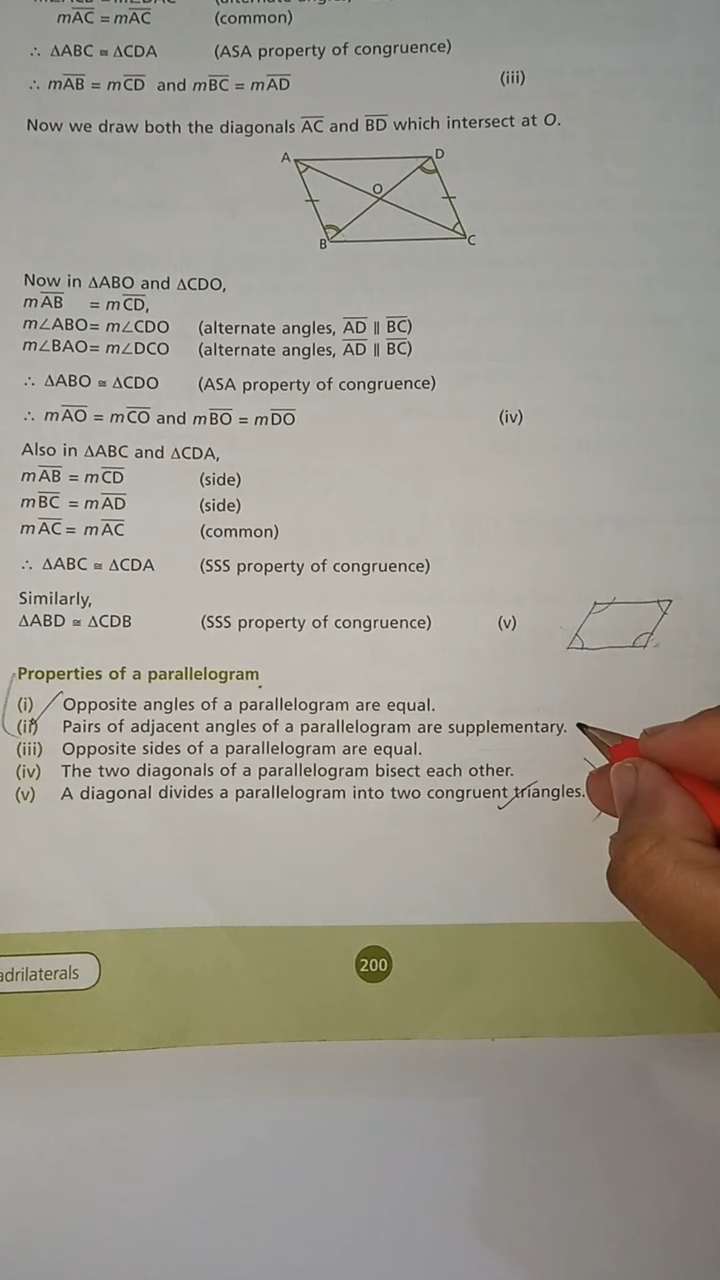 mAC = mAC (common)
∴ ΔABC ≅ ΔCDA (ASA property of congruence)
∴ mAB = mCD and mBC = mAD (iii)
Now we draw both the diagonals AC and BD which intersect at O.
A D
O
B C
Now in ΔABO and ΔCDO,
mAB = mCD,
m∠ABO= m∠CDO (alternate angles, AD ∥ BC)
m∠BAO= m∠DCO (alternate angles, AD ∥ BC)
∴ ΔABO ≅ ΔCDO (ASA property of congruence)
∴ mAO = mCO and mBO = mDO (iv)
Also in ΔABC and ΔCDA,
mAB = mCD (side)
mBC = mAD (side)
mAC = mAC (common)
∴ ΔABC ≅ ΔCDA (SSS property of congruence)
Similarly,
ΔABD ≅ ΔCDB (SSS property of congruence) (v)
Properties of a parallelogram
(i) Opposite angles of a parallelogram are equal.
(ii) Pairs of adjacent angles of a parallelogram are supplementary.
(iii) Opposite sides of a parallelogram are equal.
(iv) The two diagonals of a parallelogram bisect each other.
(v) A diagonal divides a parallelogram into two congruent triangles.
adrilaterals 200